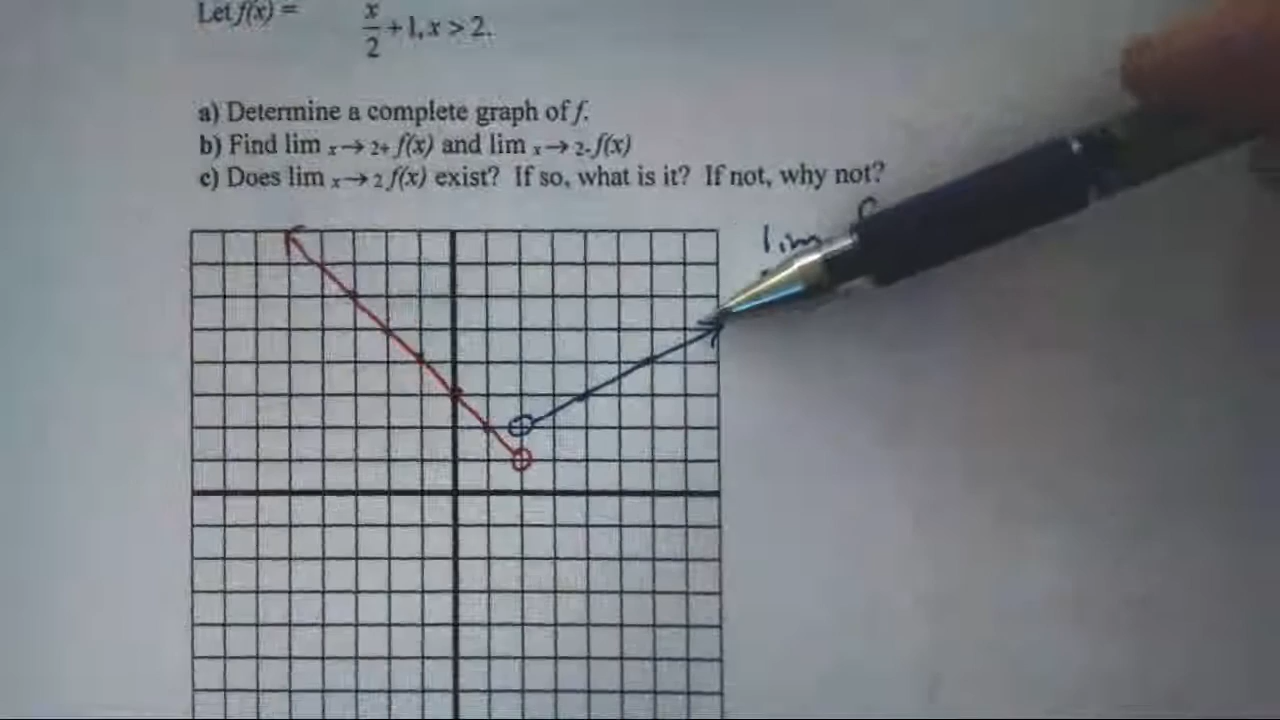 Let f(x) =
x/2 + 1, x > 2.
a) Determine a complete graph of f.
b) Find lim x→ 2+ f(x) and lim x→ 2- f(x)
c) Does lim x→ 2 f(x) exist? If so, what is it? If not, why not?
lim